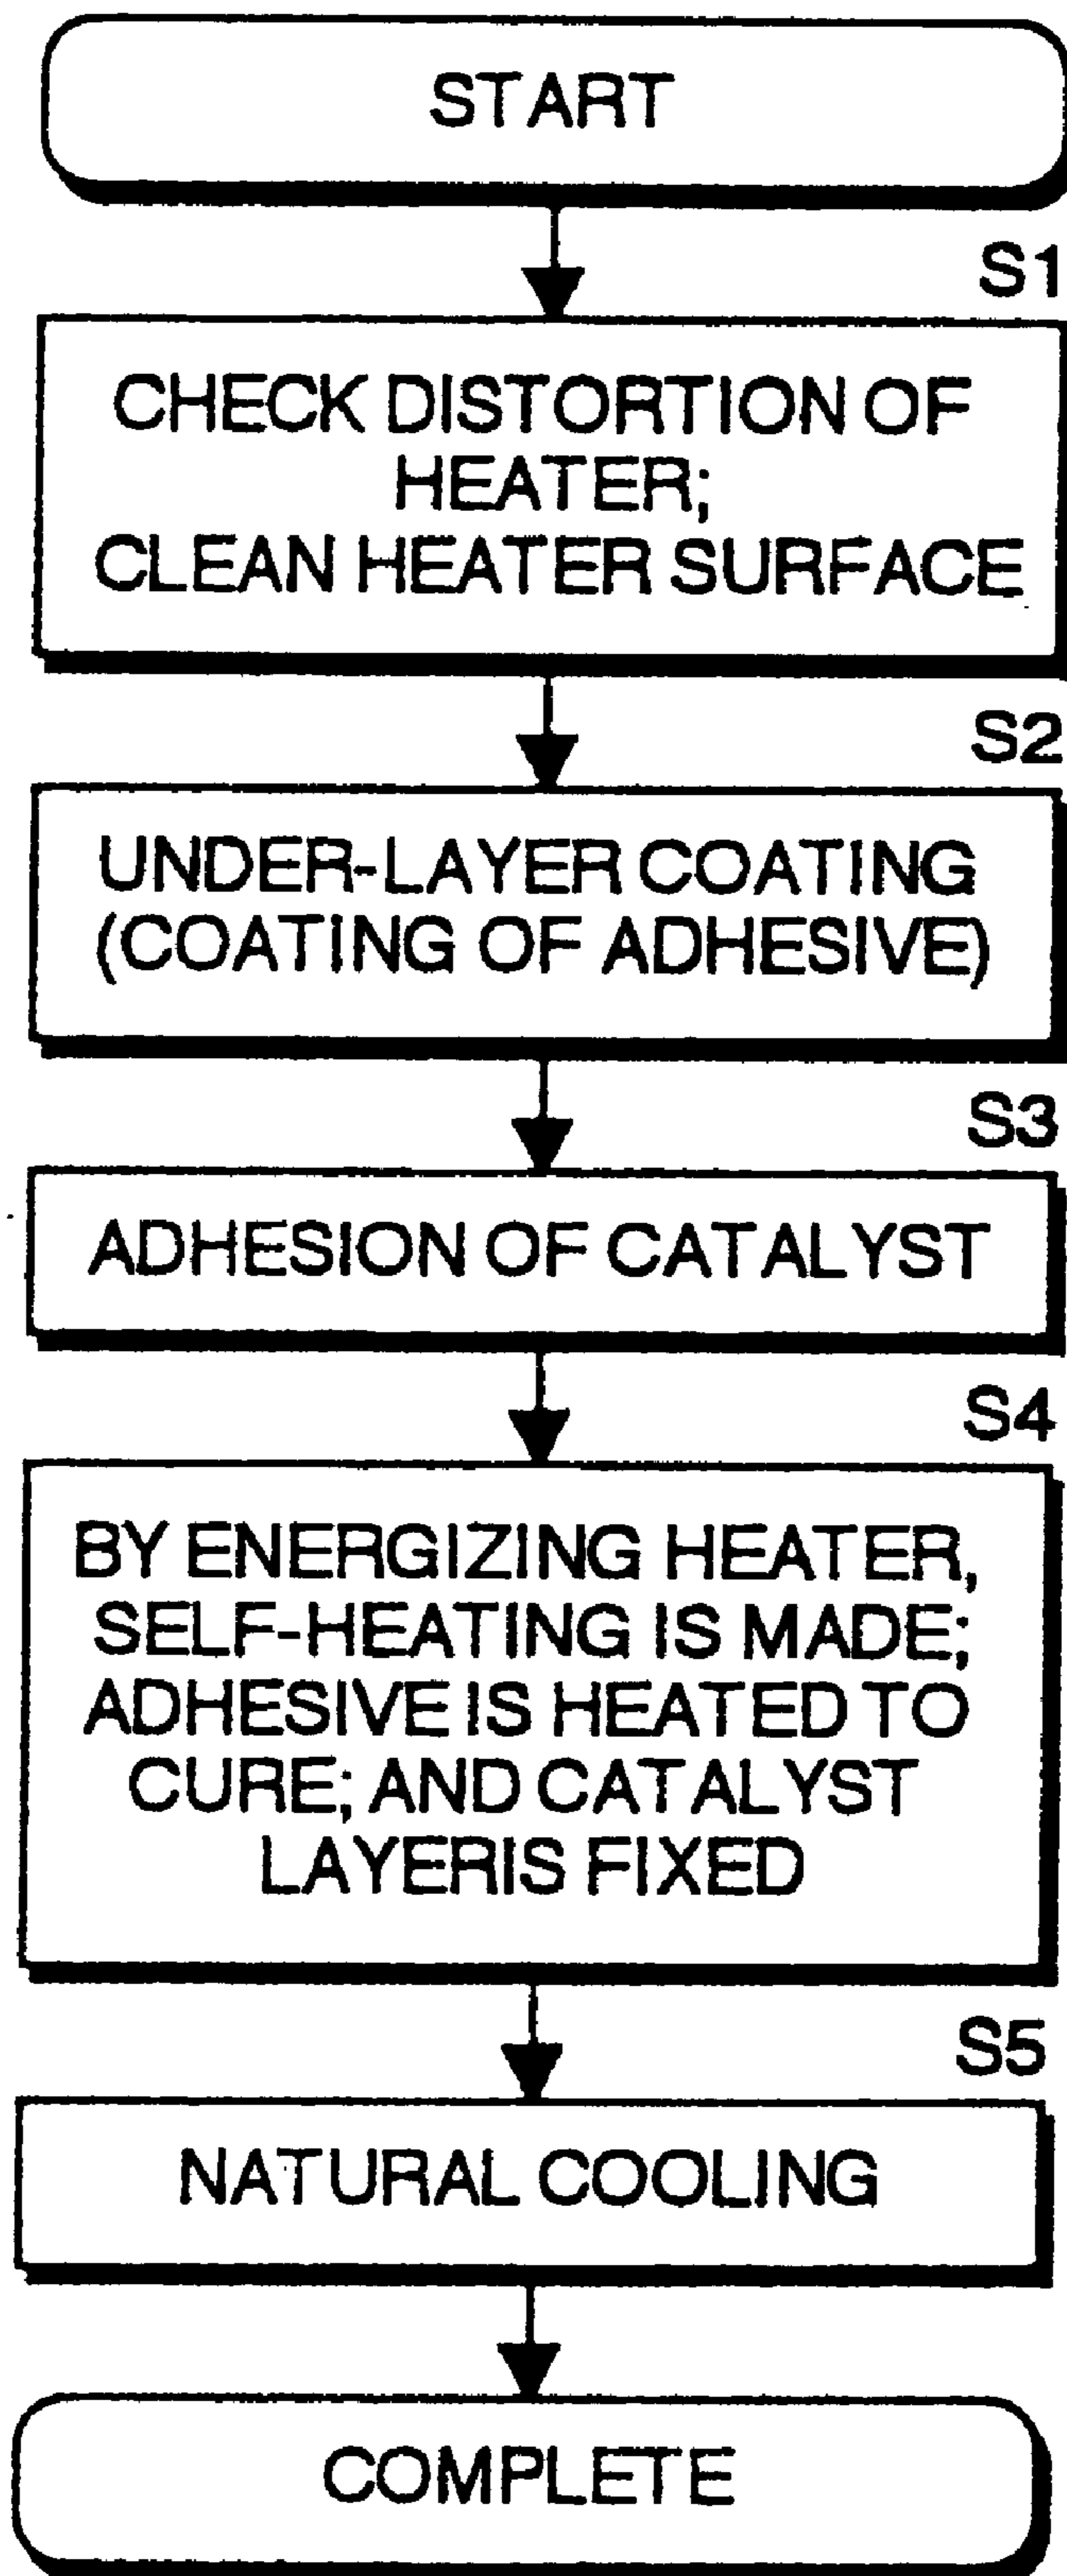 START
S1
CHECK DISTORTION OF
HEATER;
CLEAN HEATER SURFACE
S2
UNDER-LAYER COATING
(COATING OF ADHESIVE)
S3
ADHESION OF CATALYST
S4
BY ENERGIZING HEATER,
SELF-HEATING IS MADE;
ADHESIVE IS HEATED TO
CURE; AND CATALYST
LAYERIS FIXED
S5
NATURAL COOLING
COMPLETE